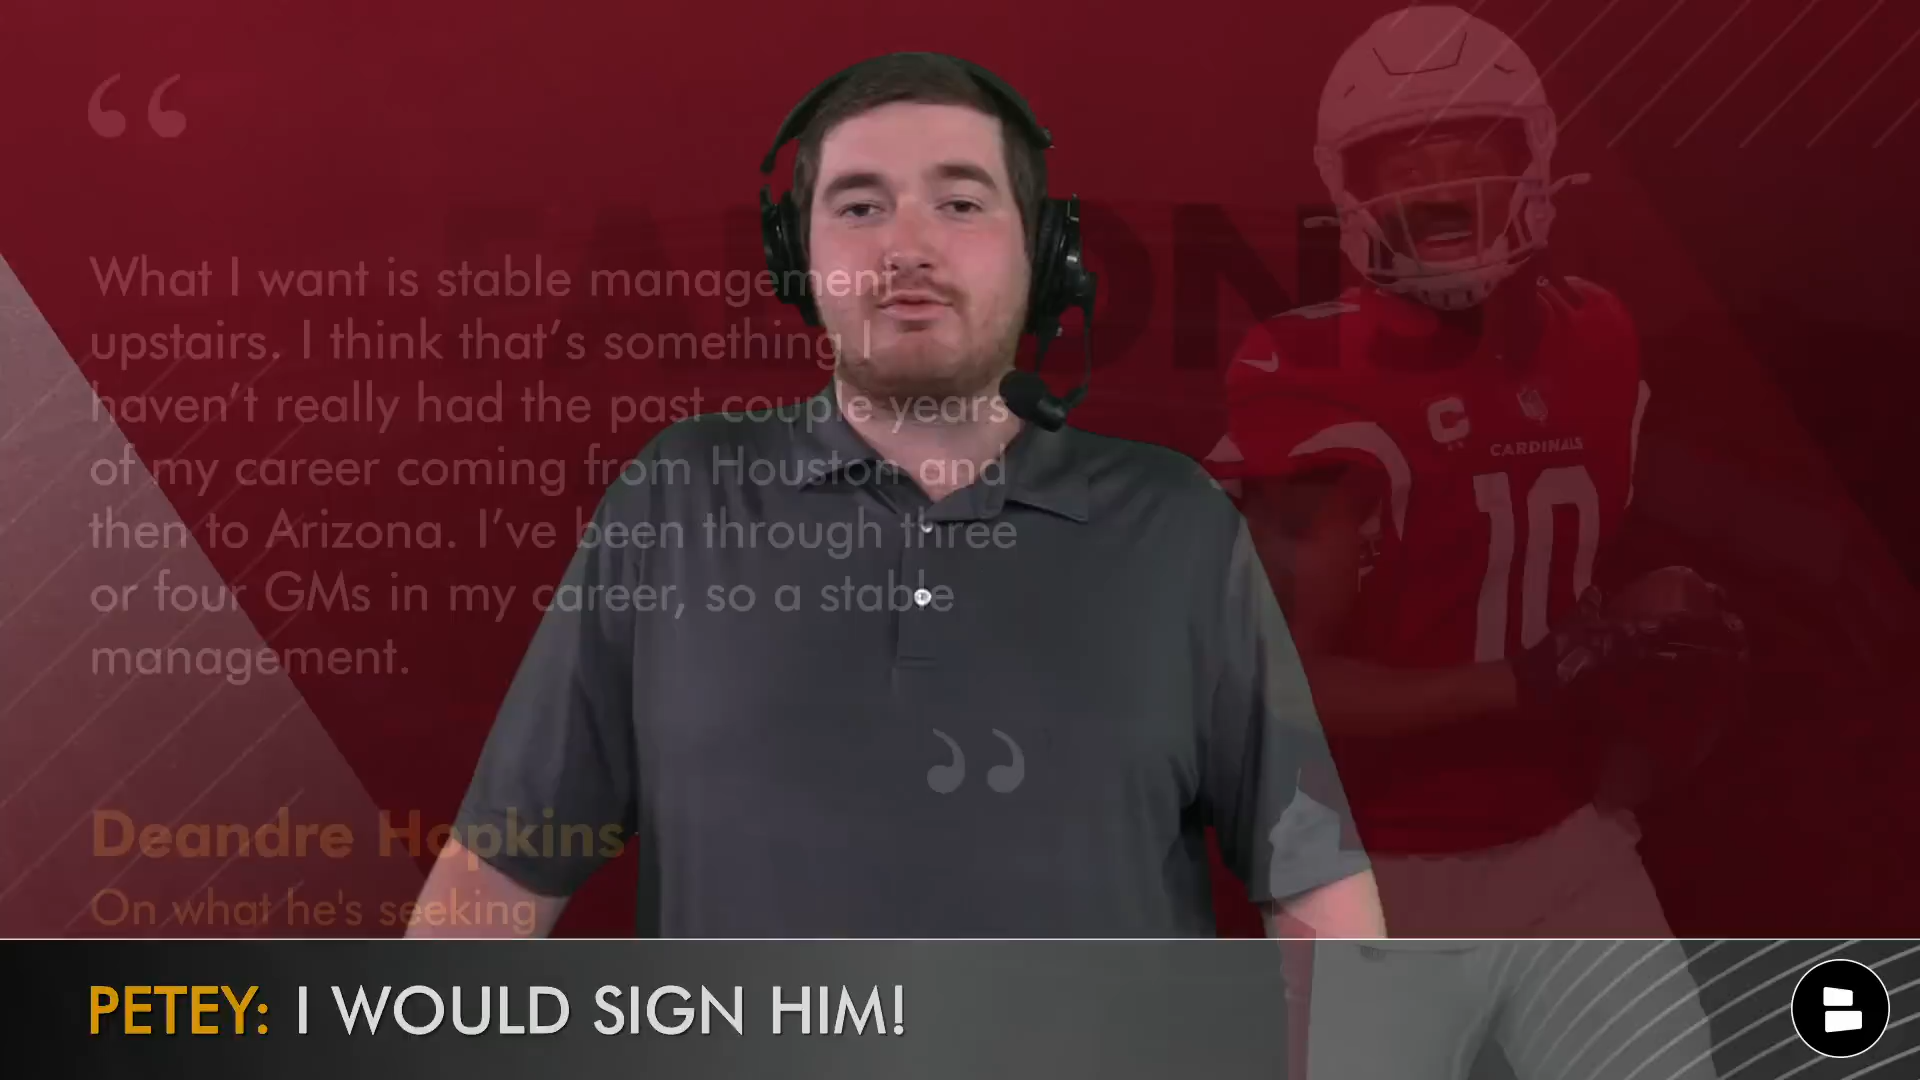 “
FALCONS
What I want is stable management
upstairs. I think that’s something I
haven’t really had the past couple years
of my career coming from Houston and
then to Arizona. I’ve been through three
or four GMs in my career, so a stable
management.
”
C
CARDINALS
10
Deandre Hopkins
On what he's seeking
PETEY: I WOULD SIGN HIM!